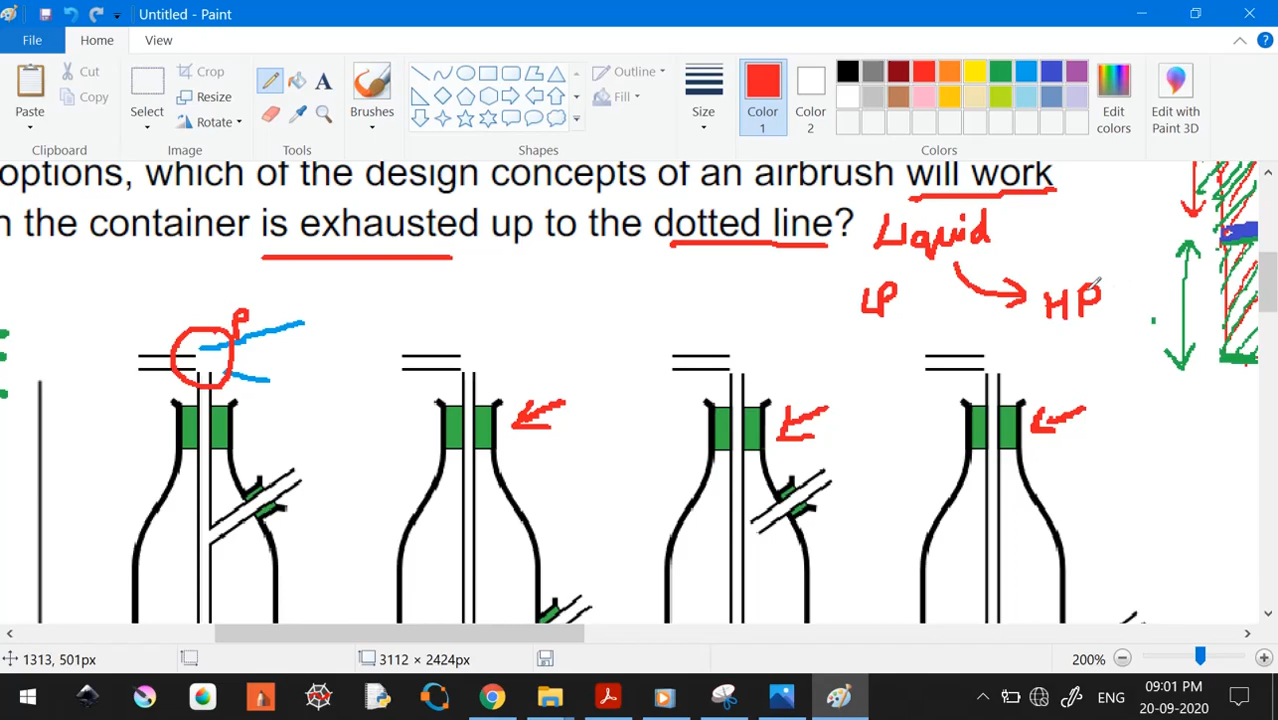 Untitled - Paint
File
Home
View
Cut
Copy
Paste
Clipboard
Select
Crop
Resize
Rotate
Image
Tools
Brushes
Shapes
Outline
Fill
Size
Color 1
Color 2
Colors
Edit colors
Edit with Paint 3D
options, which of the design concepts of an airbrush will work
n the container is exhausted up to the dotted line?
Liquid
LP
HP
P
1313, 501px
3112 × 2424px
200%
ENG
09:01 PM
20-09-2020